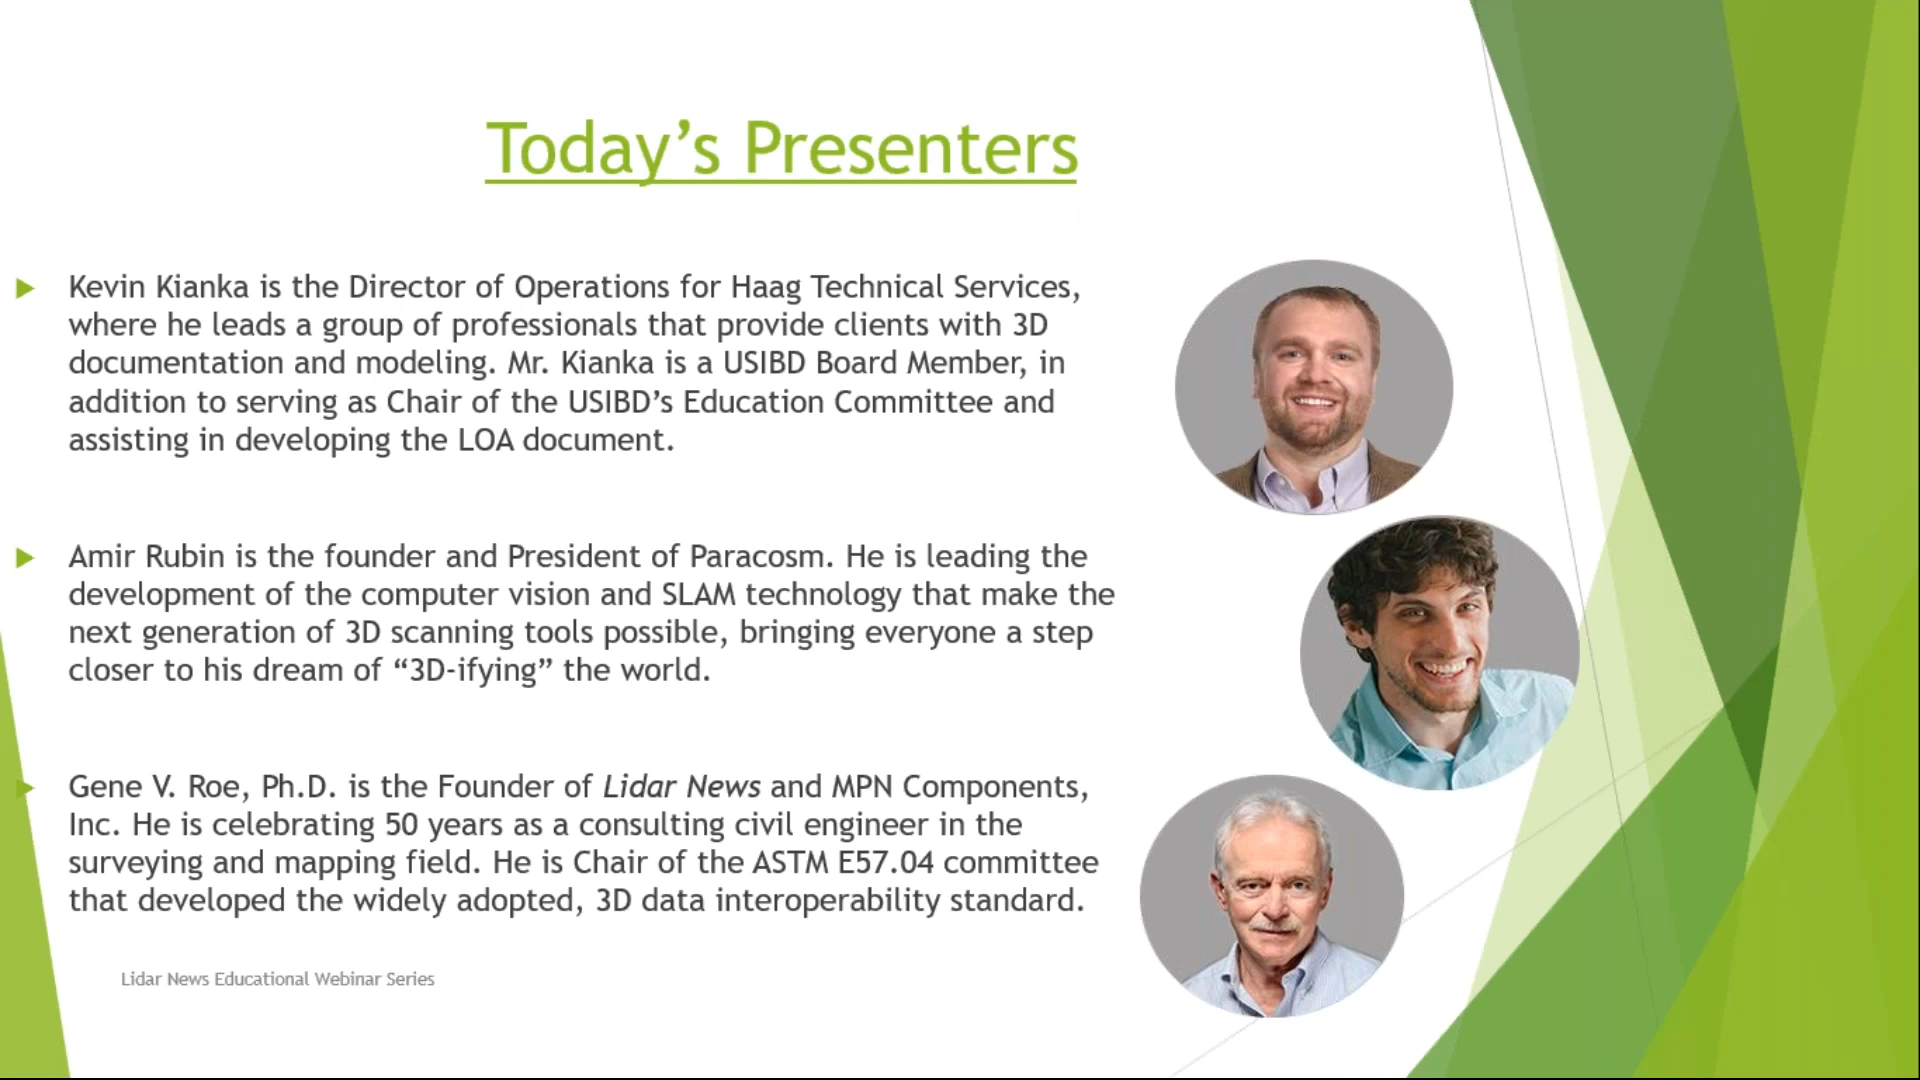 Today’s Presenters
Kevin Kianka is the Director of Operations for Haag Technical Services,
where he leads a group of professionals that provide clients with 3D
documentation and modeling. Mr. Kianka is a USIBD Board Member, in
addition to serving as Chair of the USIBD’s Education Committee and
assisting in developing the LOA document.
Amir Rubin is the founder and President of Paracosm. He is leading the
development of the computer vision and SLAM technology that make the
next generation of 3D scanning tools possible, bringing everyone a step
closer to his dream of “3D-ifying” the world.
Gene V. Roe, Ph.D. is the Founder of Lidar News and MPN Components,
Inc. He is celebrating 50 years as a consulting civil engineer in the
surveying and mapping field. He is Chair of the ASTM E57.04 committee
that developed the widely adopted, 3D data interoperability standard.
Lidar News Educational Webinar Series